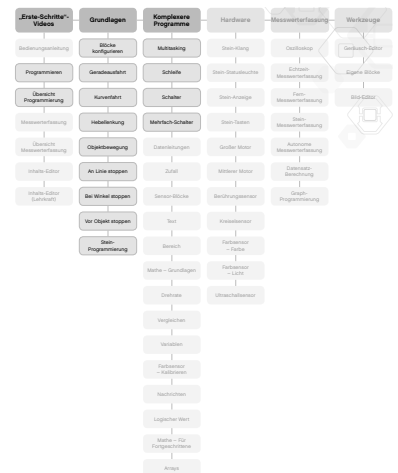 „Erste-Schritte"-
Videos
Bedienungsanleitung
Programmieren
Übersicht
Programmierung
Messwerterfassung
Übersicht
Messwerterfassung
Inhalts-Editor
Inhalts-Editor
(Lehrkraft)
Grundlagen
Blöcke
konfigurieren
Geradeausfahrt
Kurvenfahrt
Hebellenkung
Objektbewegung
An Linie stoppen
Bei Winkel stoppen
Vor Objekt stoppen
Stein-
Programmierung
Komplexere
Programme
Multitasking
Schleife
Schalter
Mehrfach-Schalter
Datenleitungen
Zufall
Sensor-Blöcke
Text
Bereich
Mathe – Grundlagen
Drehrate
Vergleichen
Variablen
Farbsensor
– Kalibrieren
Nachrichten
Logischer Wert
Mathe – Für
Fortgeschrittene
Arrays
Hardware
Stein-Klang
Stein-Statusleuchte
Stein-Anzeige
Stein-Tasten
Großer Motor
Mittlerer Motor
Berührungssensor
Kreiselsensor
Farbsensor
– Farbe
Farbsensor
– Licht
Ultraschallsensor
Messwerterfassung
Oszilloskop
Echtzeit-
Messwerterfassung
Fern-
Messwerterfassung
Stein-
Messwerterfassung
Autonome
Messwerterfassung
Datensatz-
Berechnung
Graph-
Programmierung
Werkzeuge
Geräusch-Editor
Eigene Blöcke
Bild-Editor